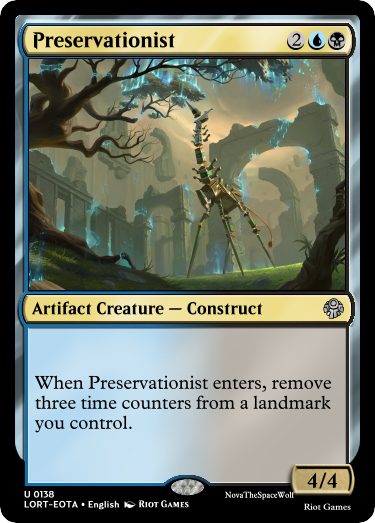 Preservationist 2
Artifact Creature — Construct
When Preservationist enters, remove
three time counters from a landmark
you control.
4/4
U 0138
LORT-EOTA • English Riot Games
NovaTheSpaceWolf
Riot Games